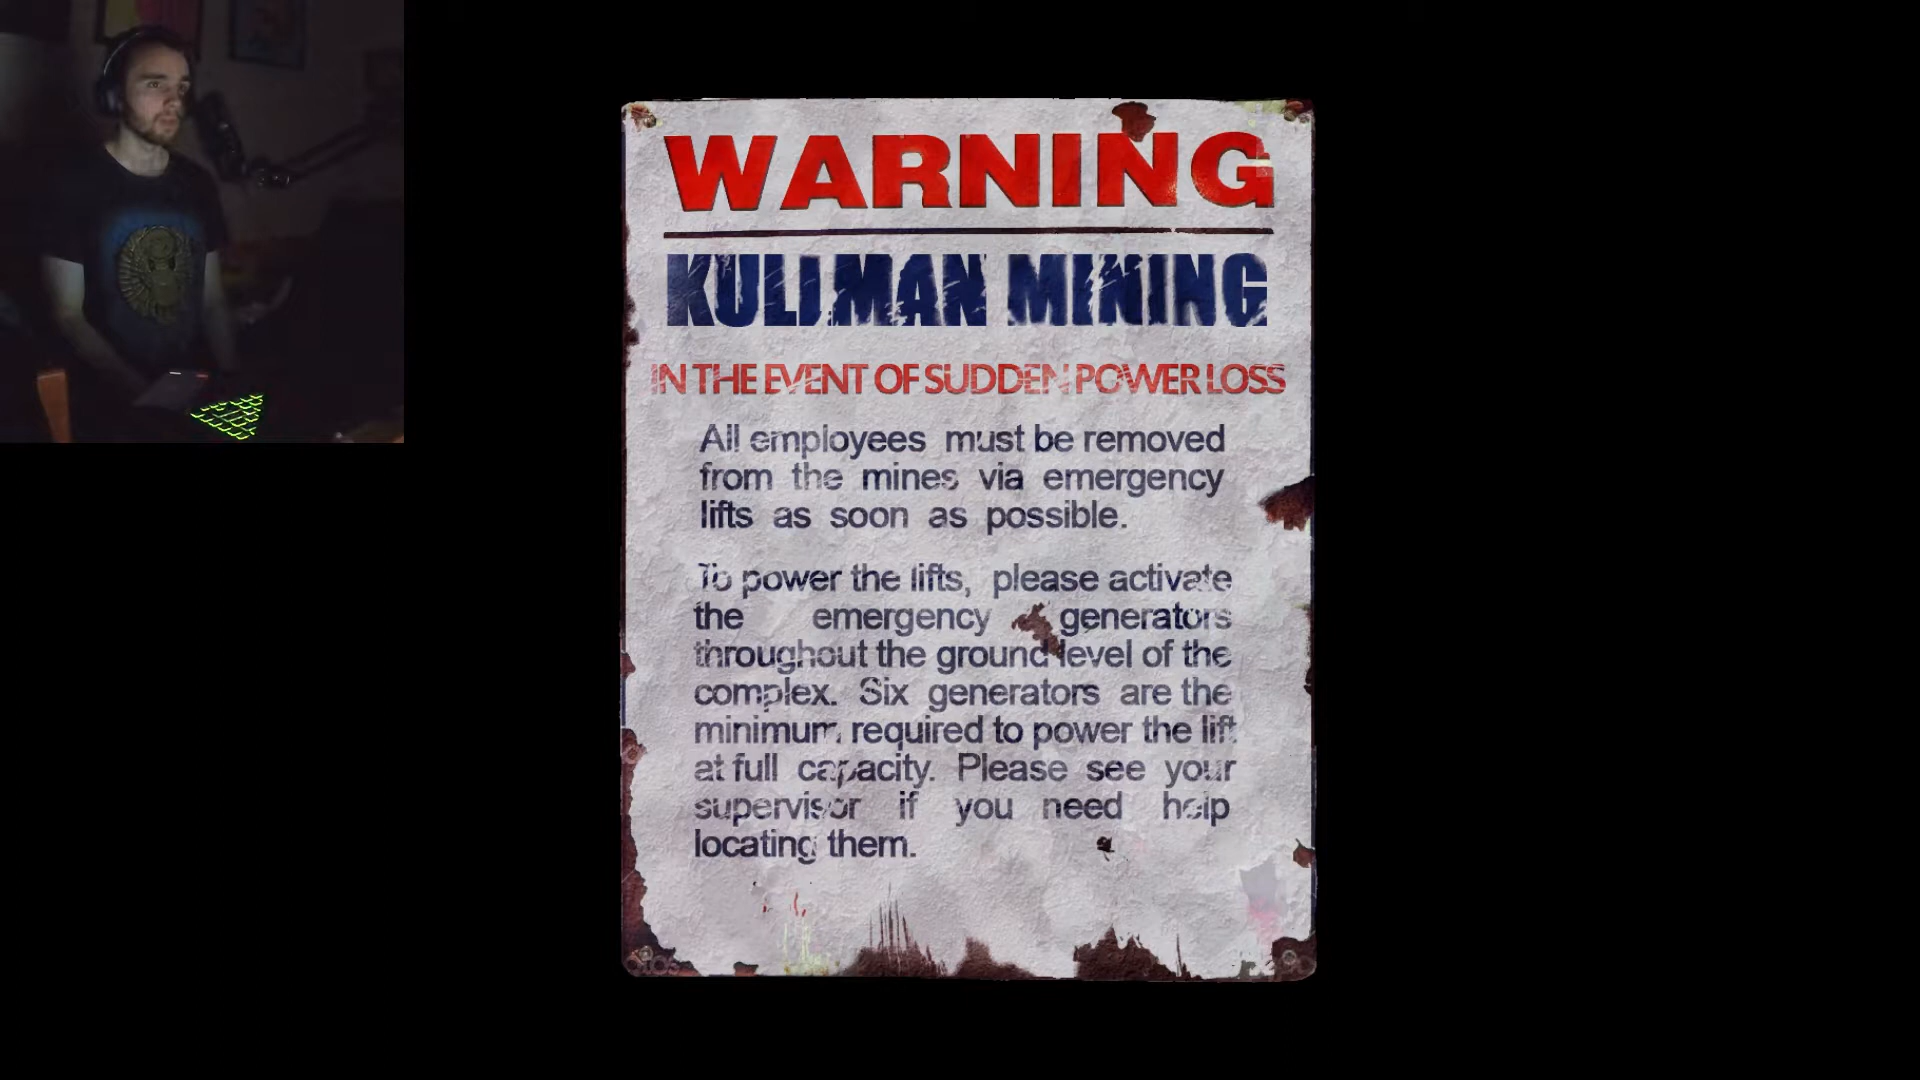 WARNING
KULLMAN MINING
IN THE EVENT OF SUDDEN POWER LOSS
All employees must be removed
from the mines via emergency
lifts as soon as possible.
To power the lifts, please activate
the emergency generators
throughout the ground level of the
complex. Six generators are the
minimum required to power the lift
at full capacity. Please see your
supervisor if you need help
locating them.